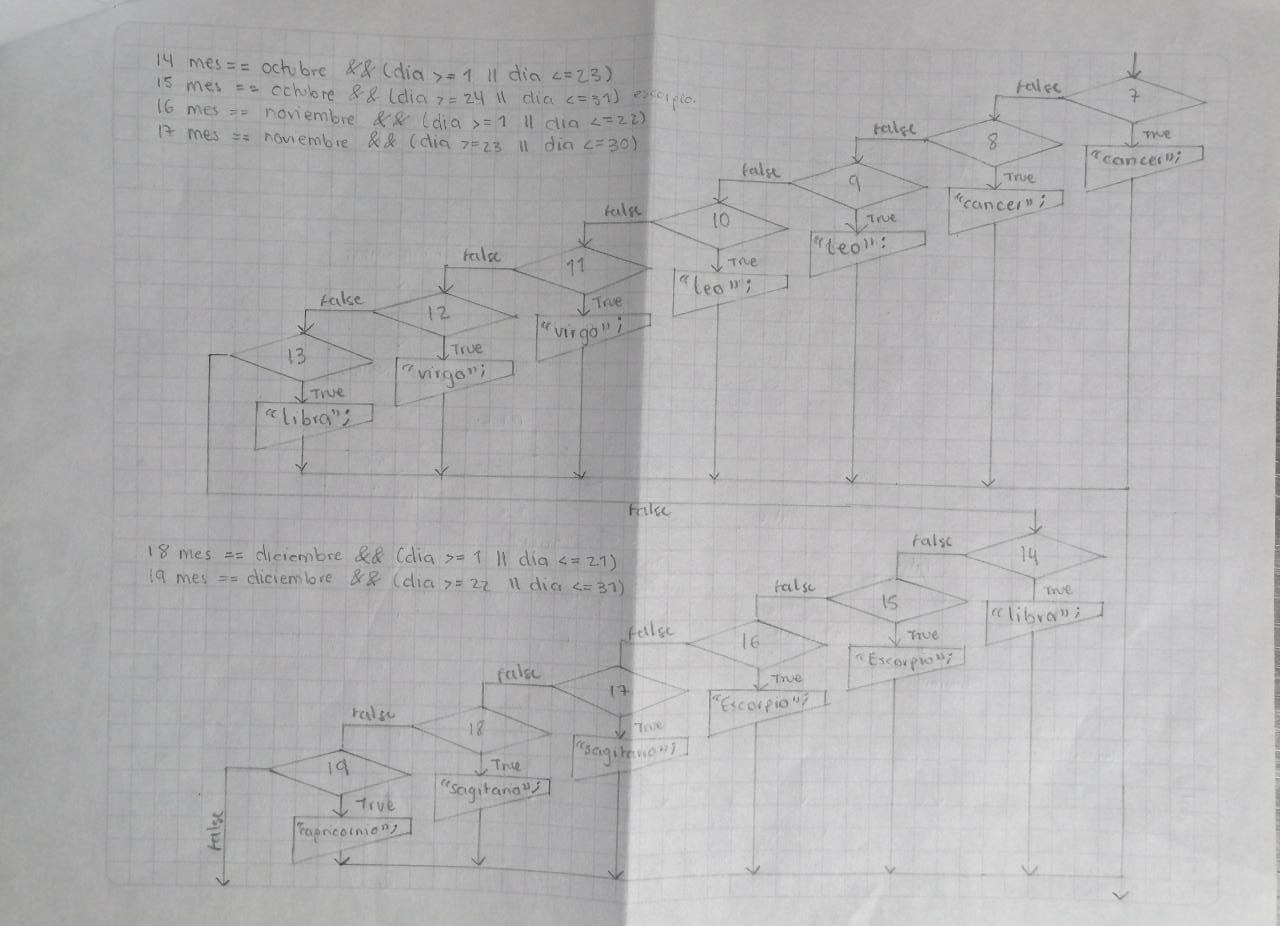 14 mes == octubre && (dia >= 1 || dia <=23)
15 mes == octubre && (dia >= 24 || dia <=31) escorpio.
16 mes == noviembre && (dia >= 1 || dia <=22)
17 mes == noviembre && (dia >=23 || dia <=30)
False
7
True
"cancer";
False
8
True
"cancer";
False
9
True
"Leo";
False
10
True
"leo";
False
11
True
"virgo";
False
12
True
"virgo";
False
13
True
"libra";
False
18 mes == diciembre && (dia >= 1 || dia <=21)
19 mes == diciembre && (dia >= 22 || dia <=31)
False
14
True
"libra";
False
15
True
"Escorpio";
False
16
True
"Escorpio";
False
17
True
"sagitario";
False
18
True
"sagitario";
False
19
True
"capricornio";
False